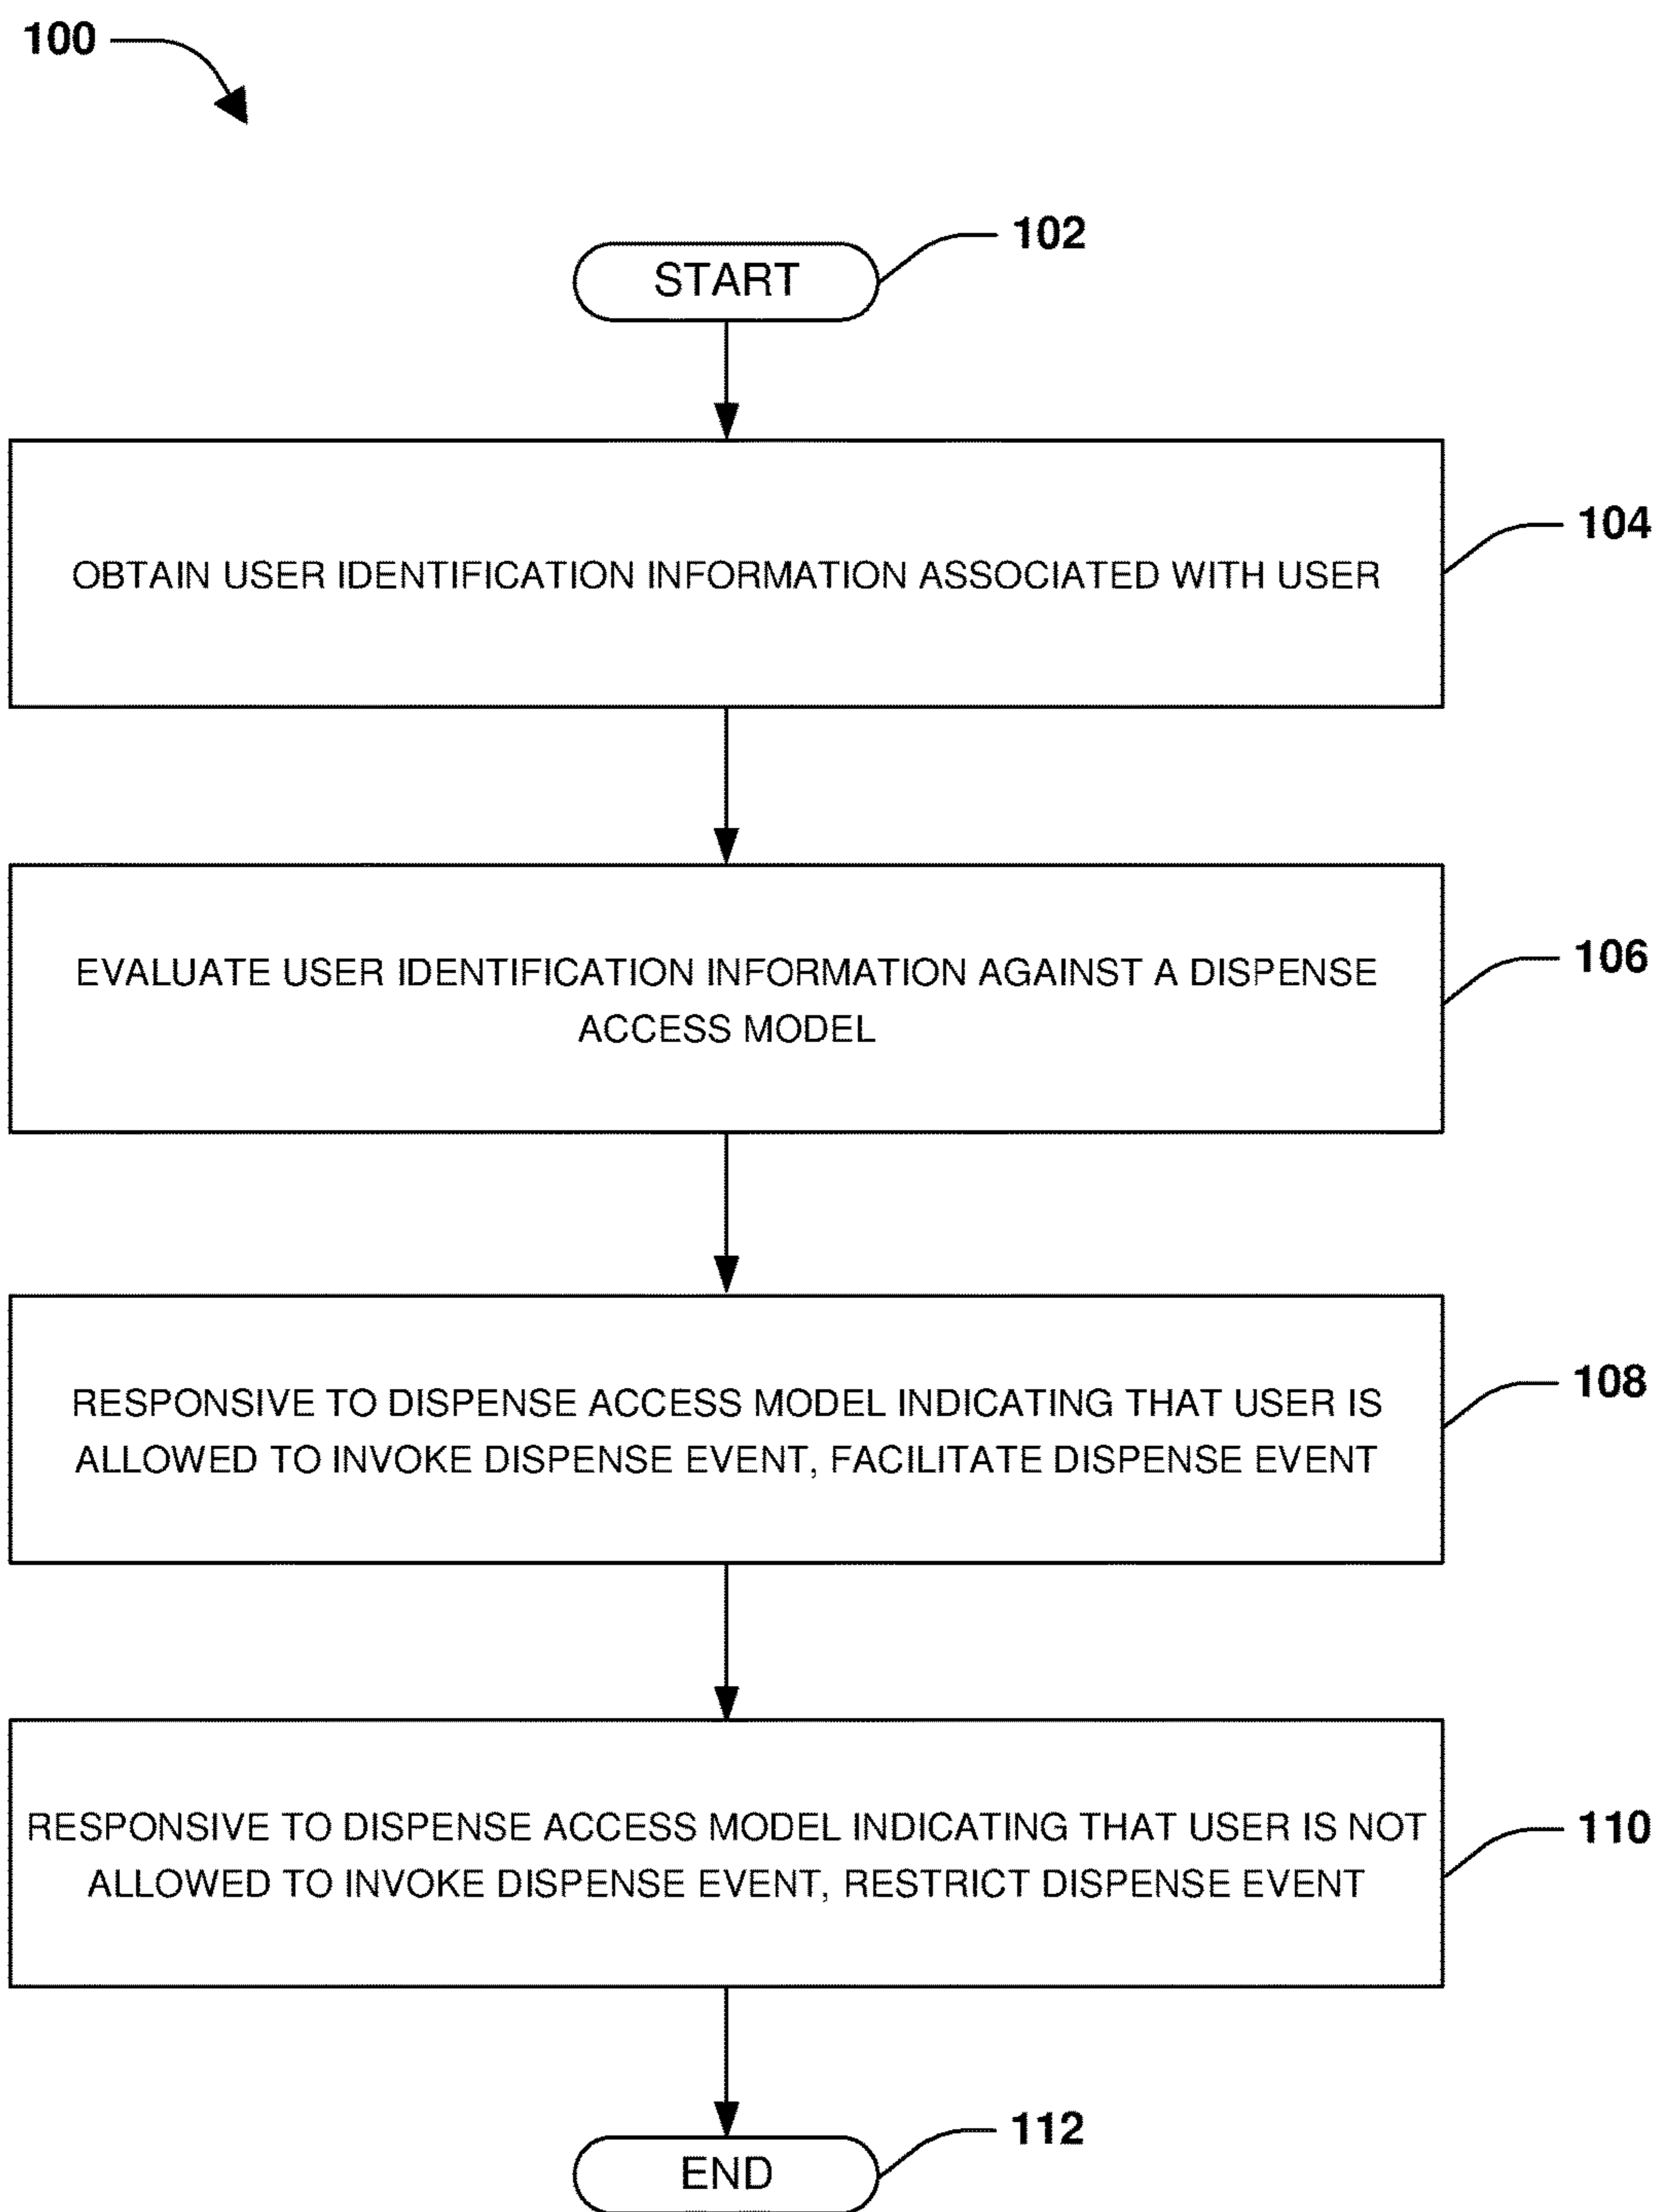 100
102
START
104
OBTAIN USER IDENTIFICATION INFORMATION ASSOCIATED WITH USER
106
EVALUATE USER IDENTIFICATION INFORMATION AGAINST A DISPENSE
ACCESS MODEL
108
RESPONSIVE TO DISPENSE ACCESS MODEL INDICATING THAT USER IS
ALLOWED TO INVOKE DISPENSE EVENT, FACILITATE DISPENSE EVENT
110
RESPONSIVE TO DISPENSE ACCESS MODEL INDICATING THAT USER IS NOT
ALLOWED TO INVOKE DISPENSE EVENT, RESTRICT DISPENSE EVENT
112
END